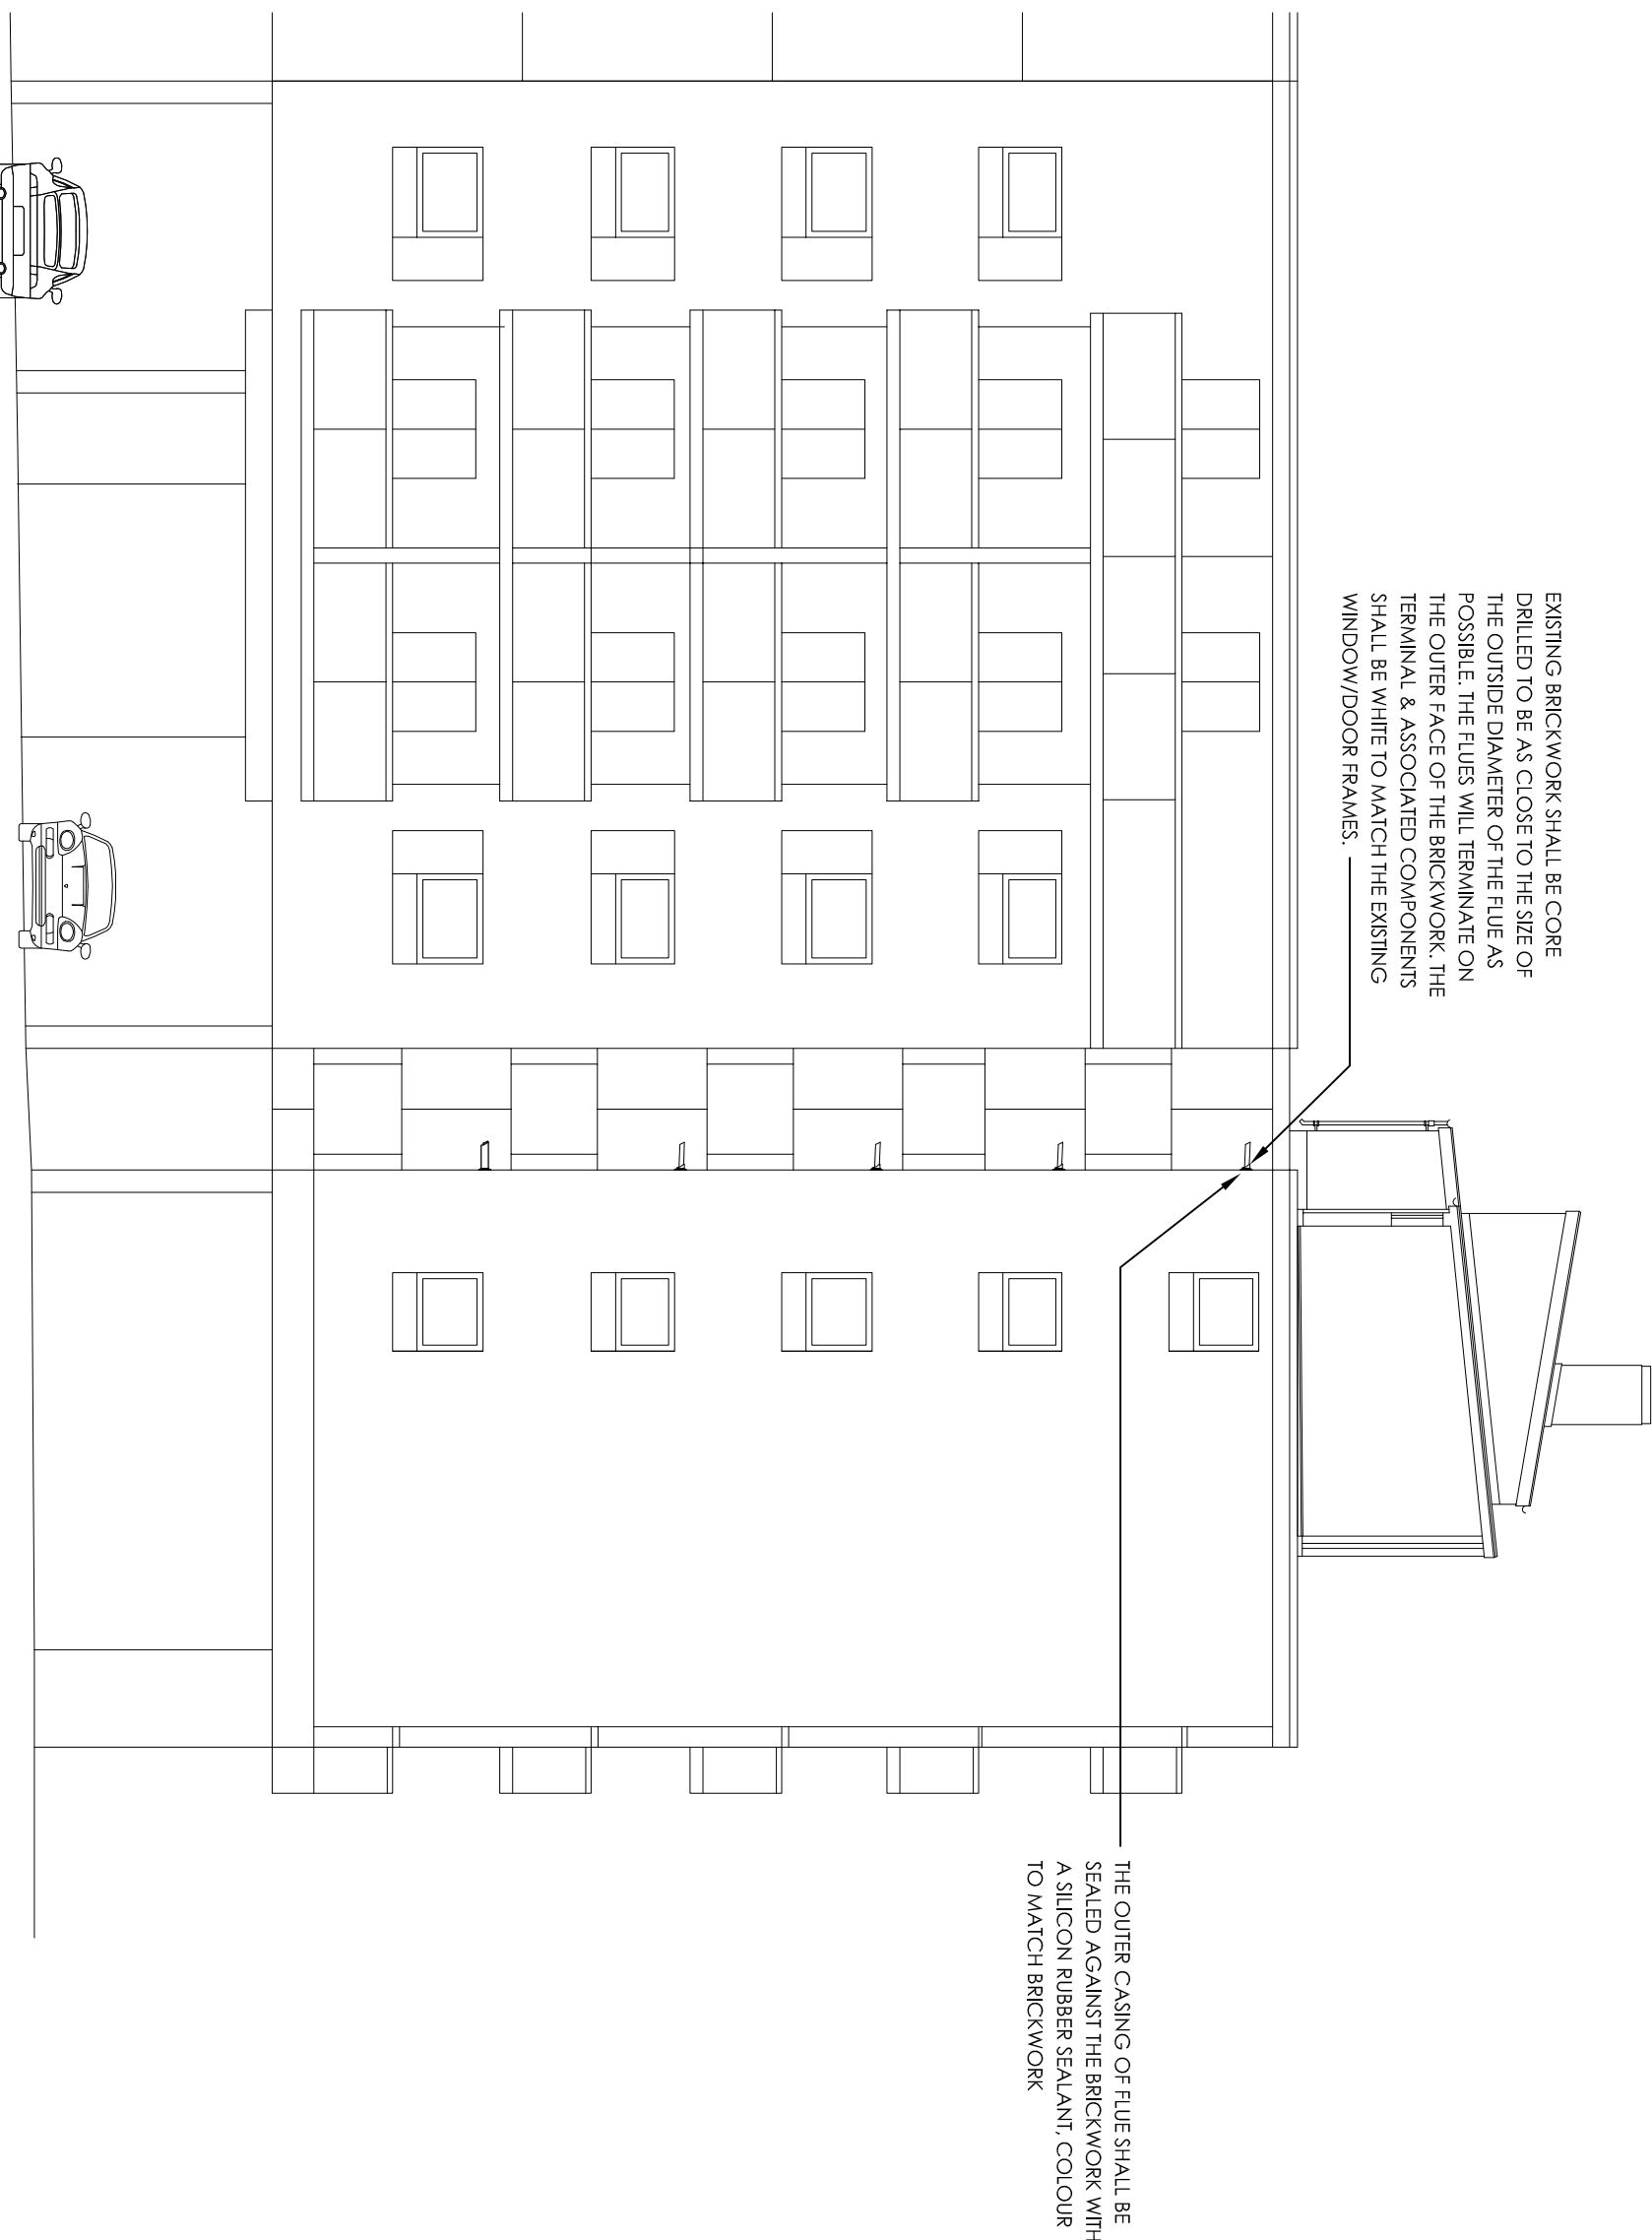 EXISTING BRICKWORK SHALL BE CORE
DRILLED TO BE AS CLOSE TO THE SIZE OF
THE OUTSIDE DIAMETER OF THE FLUE AS
POSSIBLE. THE FLUES WILL TERMINATE ON
THE OUTER FACE OF THE BRICKWORK. THE
TERMINAL & ASSOCIATED COMPONENTS
SHALL BE WHITE TO MATCH THE EXISTING
WINDOW/DOOR FRAMES.
THE OUTER CASING OF FLUE SHALL BE
SEALED AGAINST THE BRICKWORK WITH
A SILICON RUBBER SEALANT, COLOUR
TO MATCH BRICKWORK